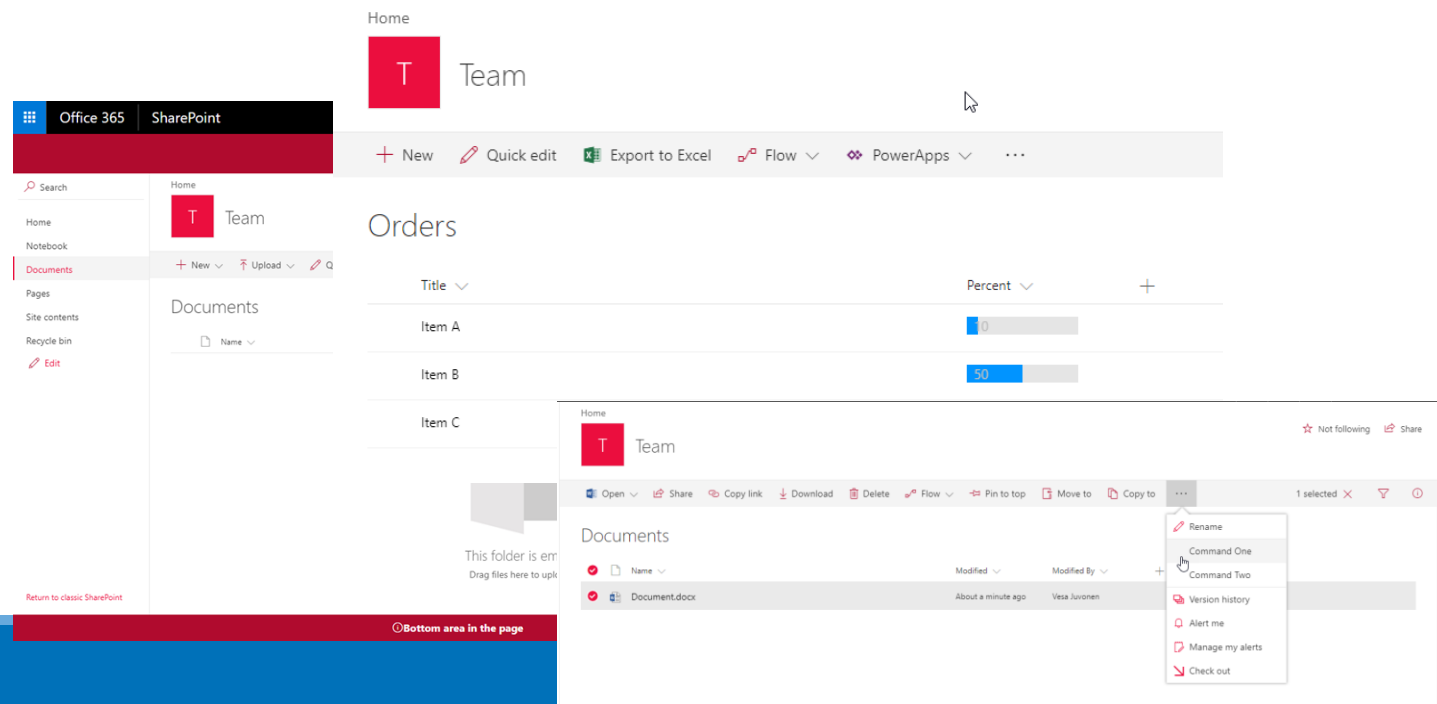 Home
T Team
Office 365 SharePoint
New Quick edit Export to Excel Flow PowerApps ...
Search
Home
T Team
Home
Notebook
Documents
Pages
Site contents
Recycle bin
Edit
New Upload Q
Documents
Name
Return to classic SharePoint
Orders
Title Percent
Item A 10
Item B 50
Item C
This folder is em
Drag files here to uplo
Bottom area in the page
Home
T Team
Not following Share
Open Share Copy link Download Delete Flow Pin to top Move to Copy to ... 1 selected
Documents
Name Modified Modified By
Document.docx About a minute ago Vesa Juvonen
Rename
Command One
Command Two
Version history
Alert me
Manage my alerts
Check out